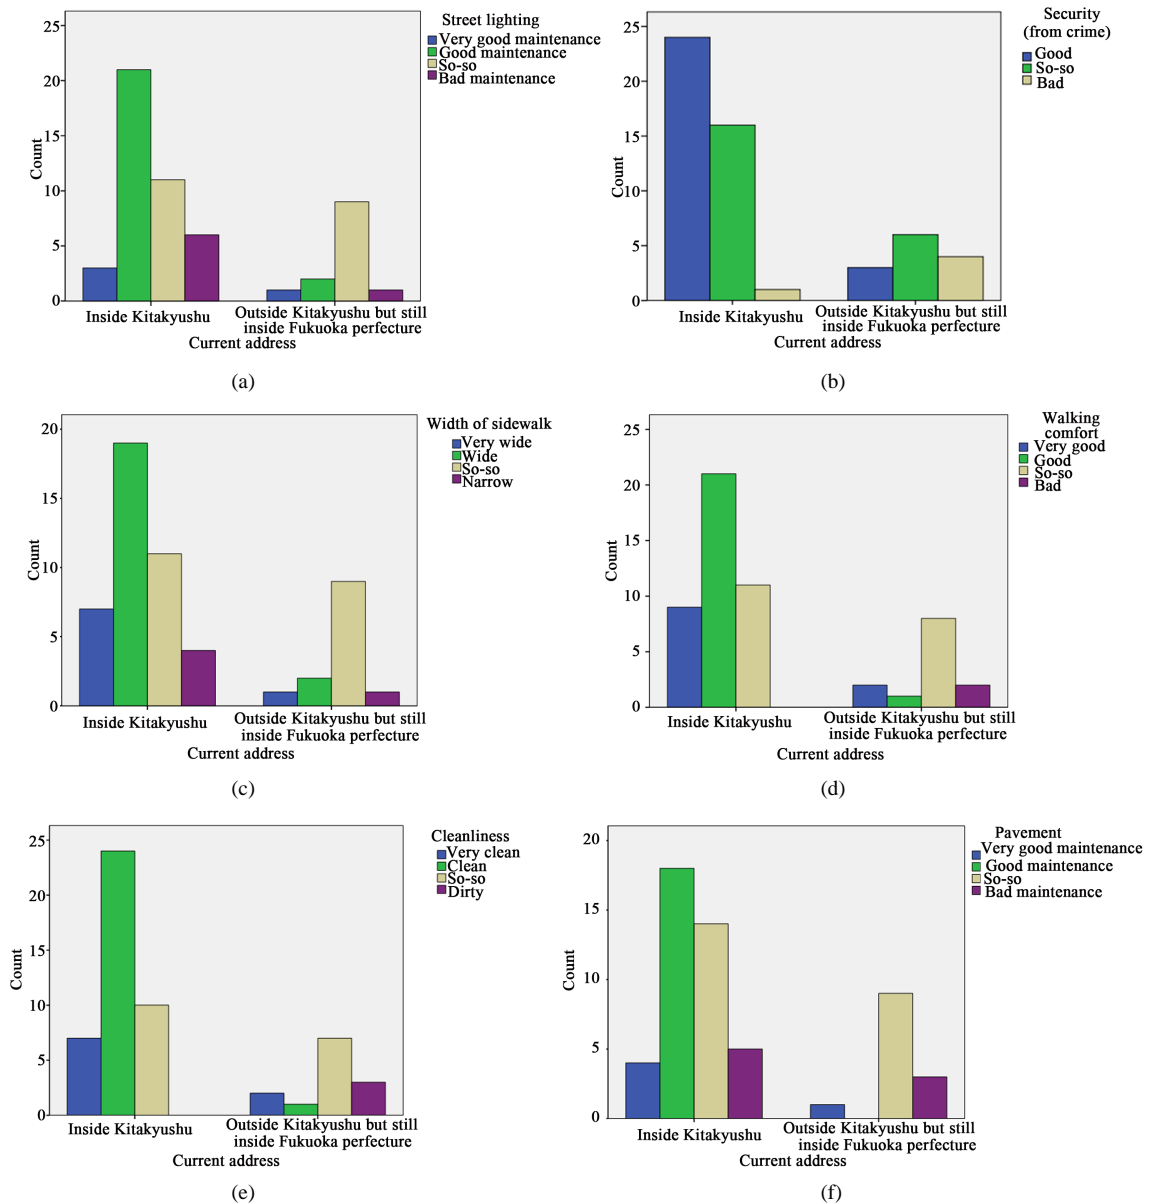 Street lighting
Very good maintenance
Good maintenance
So-so
Bad maintenance
25
20
15
10
5
0
Count
Inside Kitakyushu
Outside Kitakyushu but still
inside Fukuoka perfecture
Current address
(a)
Security
(from crime)
Good
So-so
Bad
25
20
15
10
5
0
Count
Inside Kitakyushu
Outside Kitakyushu but still
inside Fukuoka perfecture
Current address
(b)
Width of sidewalk
Very wide
Wide
So-so
Narrow
20
15
10
5
0
Count
Inside Kitakyushu
Outside Kitakyushu but still
inside Fukuoka perfecture
Current address
(c)
Walking
comfort
Very good
Good
So-so
Bad
25
20
15
10
5
0
Count
Inside Kitakyushu
Outside Kitakyushu but still
inside Fukuoka perfecture
Current address
(d)
Cleanliness
Very clean
Clean
So-so
Dirty
25
20
15
10
5
0
Count
Inside Kitakyushu
Outside Kitakyushu but still
inside Fukuoka perfecture
Current address
(e)
Pavement
Very good maintenance
Good maintenance
So-so
Bad maintenance
20
15
10
5
0
Count
Inside Kitakyushu
Outside Kitakyushu but still
inside Fukuoka perfecture
Current address
(f)